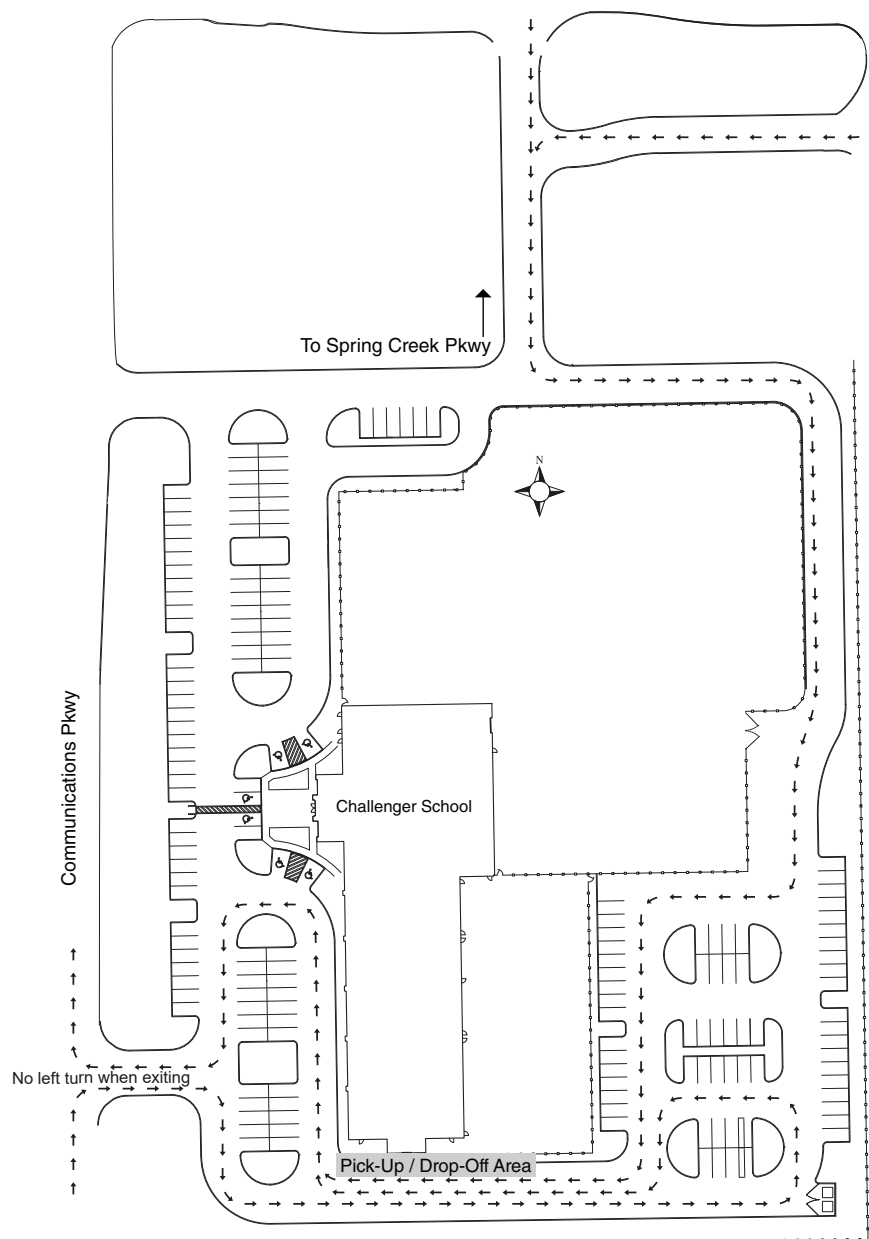 To Spring Creek Pkwy
N
Communications Pkwy
Challenger School
No left turn when exiting
Pick-Up / Drop-Off Area